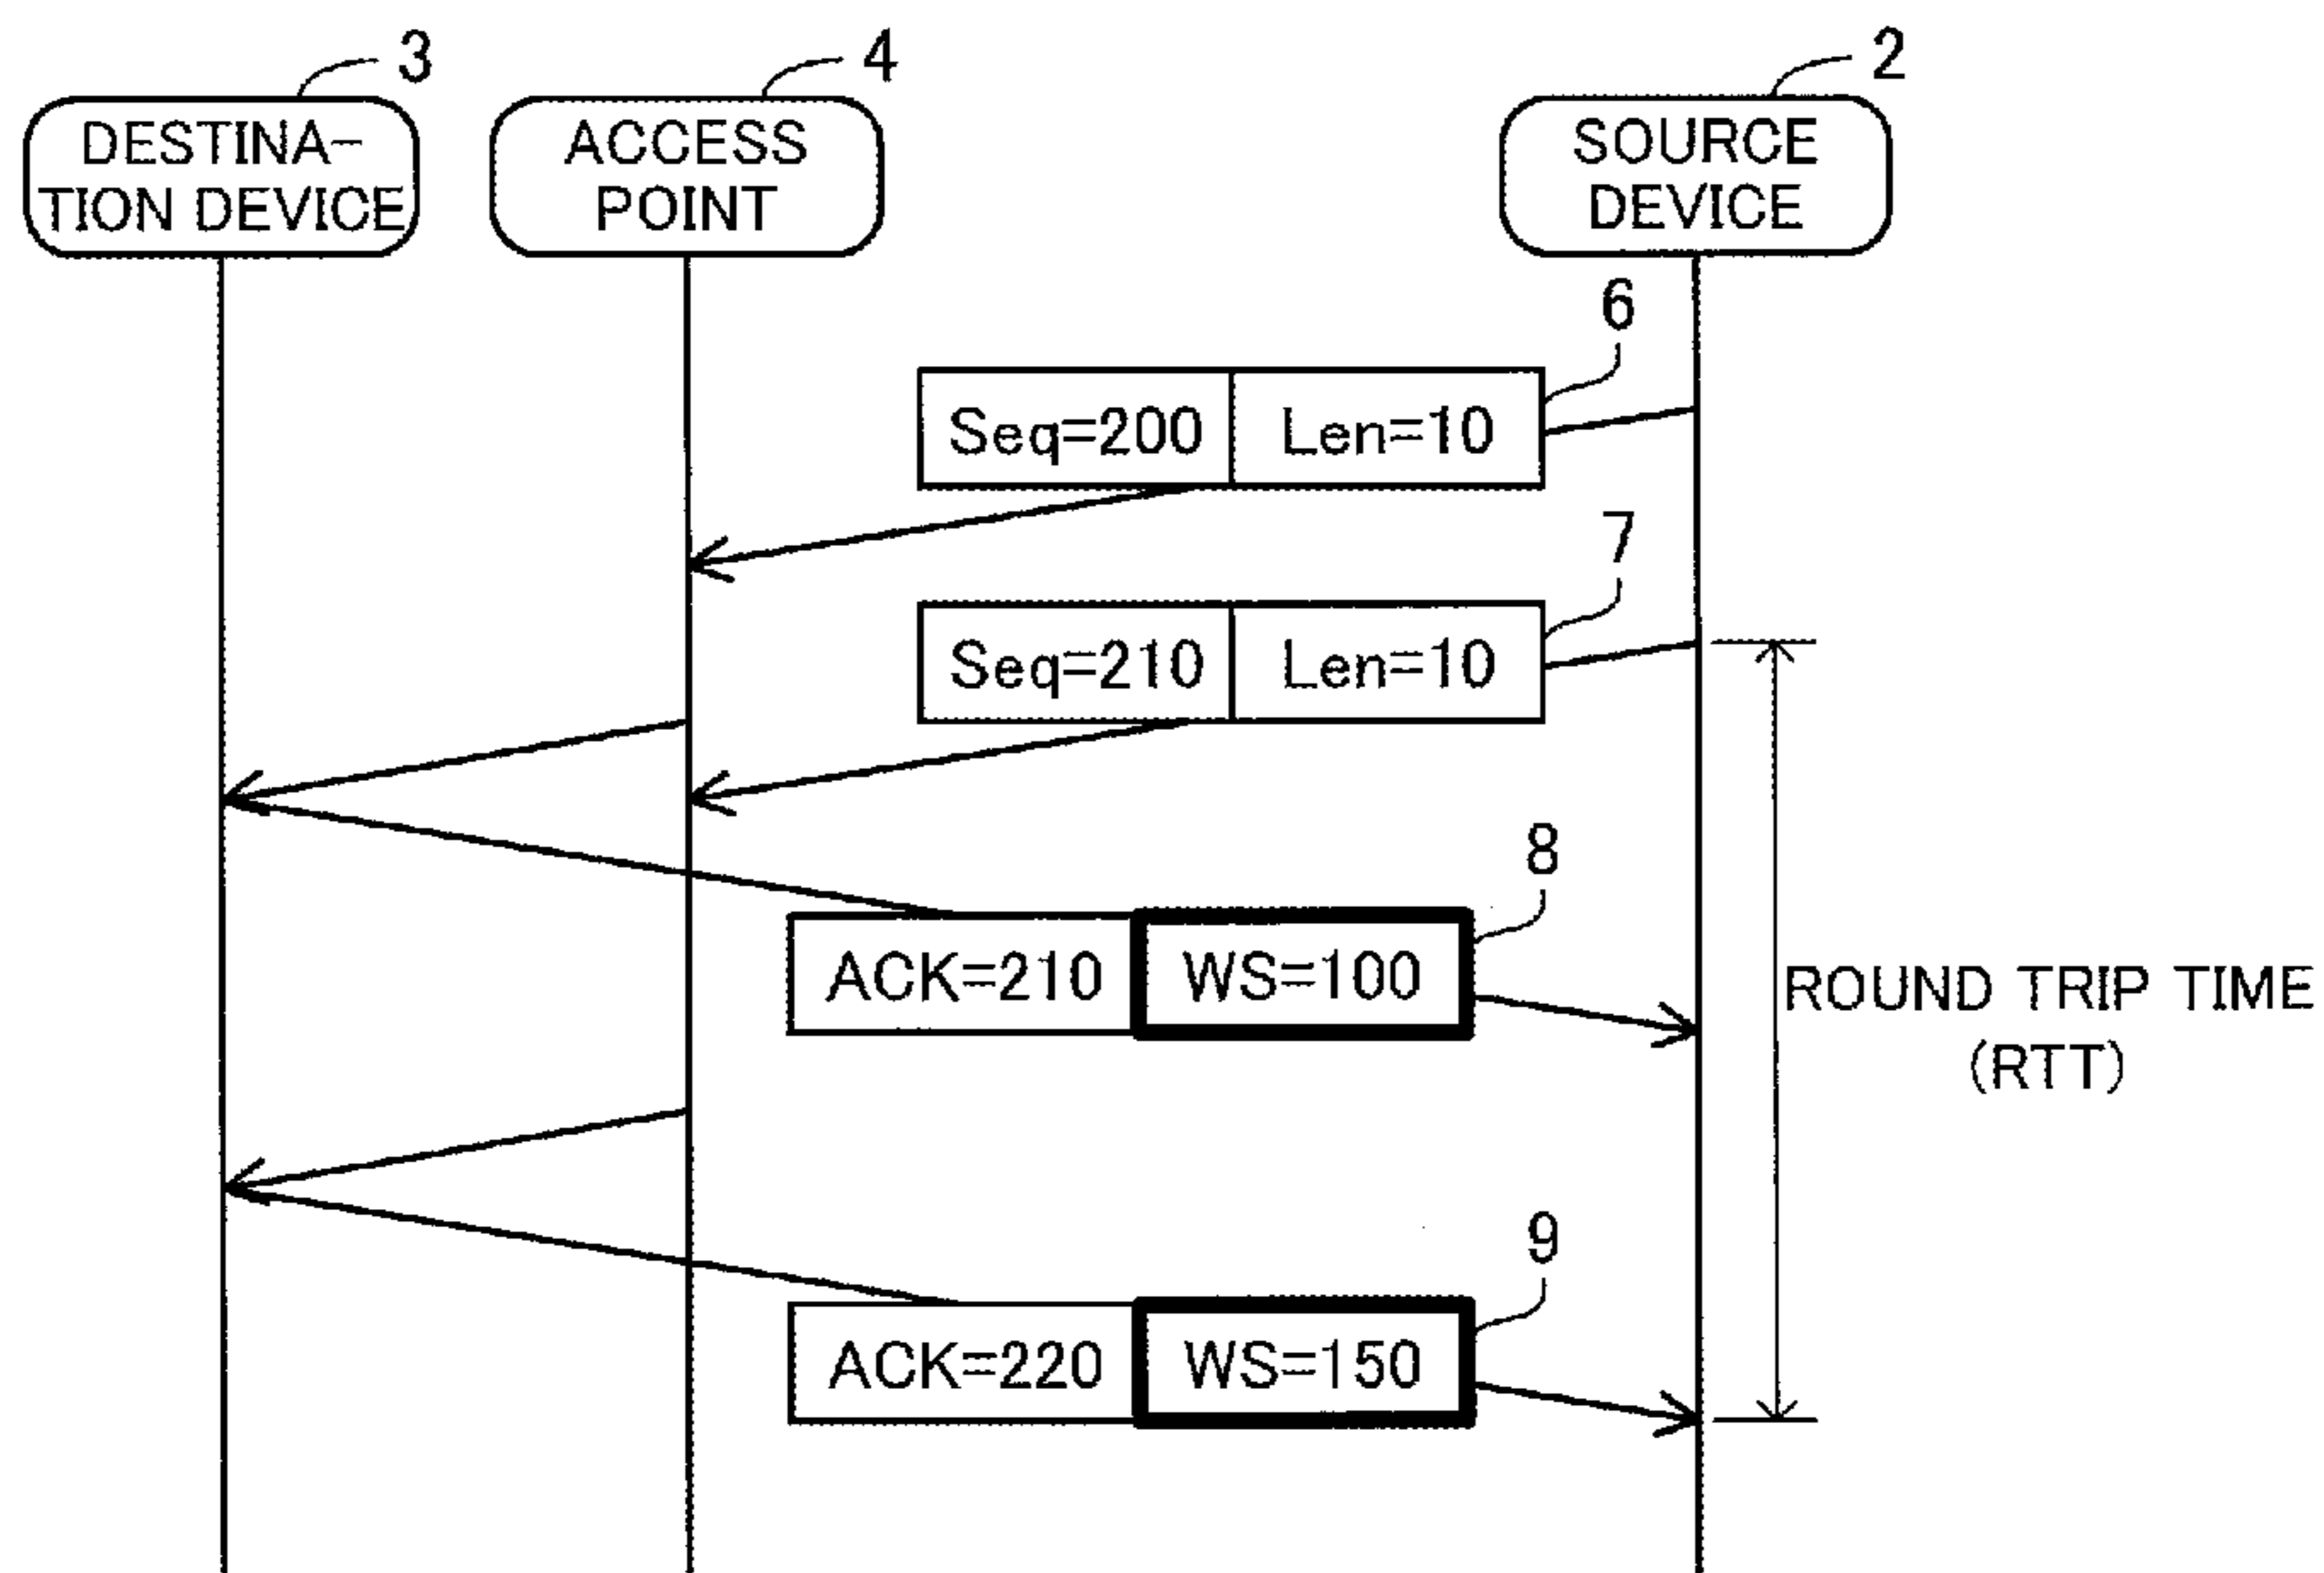 3
4
2
DESTINA-
TION DEVICE
ACCESS
POINT
SOURCE
DEVICE
6
Seq=200 Len=10
7
Seq=210 Len=10
8
ACK=210 WS=100
ROUND TRIP TIME
(RTT)
9
ACK=220 WS=150